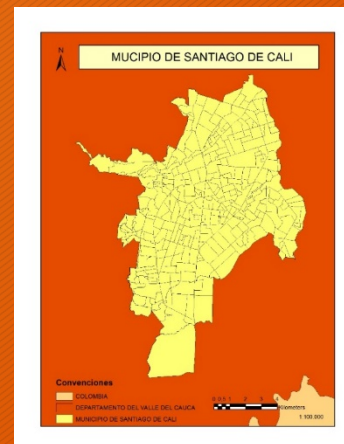 N
MUCIPIO DE SANTIAGO DE CALI
Convenciones
COLOMBIA
DEPARTAMENTO DEL VALLE DEL CAUCA
MUNICIPIO DE SANTIAGO DE CALI
Kilometers
1:100.000